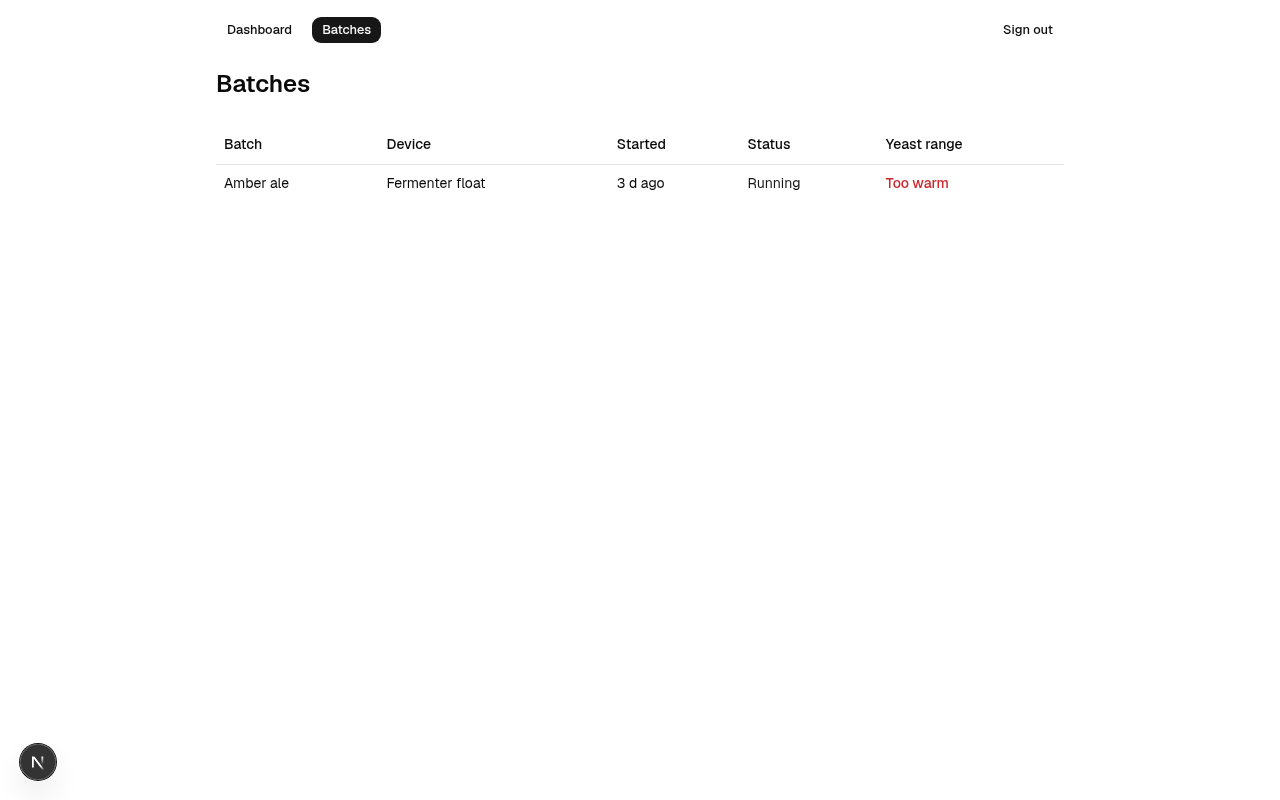 Dashboard Batches Sign out
Batches
Batch Device Started Status Yeast range
Amber ale Fermenter float 3 d ago Running Too warm
N